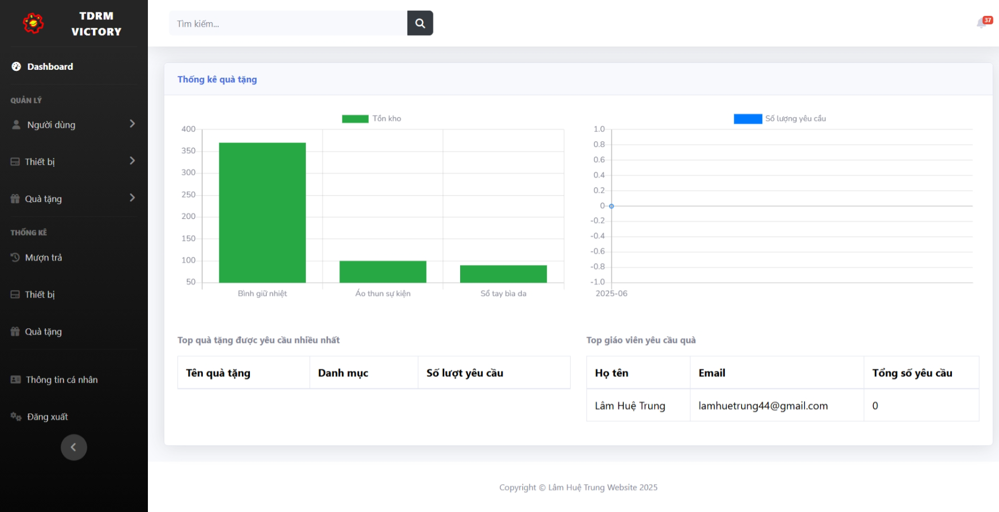 TDRM
VICTORY
Dashboard
QUẢN LÝ
Người dùng
Thiết bị
Quà tặng
THỐNG KÊ
Mượn trả
Thiết bị
Quà tặng
Thông tin cá nhân
Đăng xuất
Tìm kiếm...
37
Thống kê quà tặng
Tồn kho
400
350
300
250
200
150
100
50
Bình giữ nhiệt Áo thun sự kiện Sổ tay bìa da
Số lượng yêu cầu
1.0
0.8
0.6
0.4
0.2
0
-0.2
-0.4
-0.6
-0.8
-1.0
2025-06
Top quà tặng được yêu cầu nhiều nhất
Tên quà tặng Danh mục Số lượt yêu cầu
Top giáo viên yêu cầu quà
Họ tên Email Tổng số yêu cầu
Lâm Huệ Trung lamhuetrung44@gmail.com 0
Copyright © Lâm Huệ Trung Website 2025